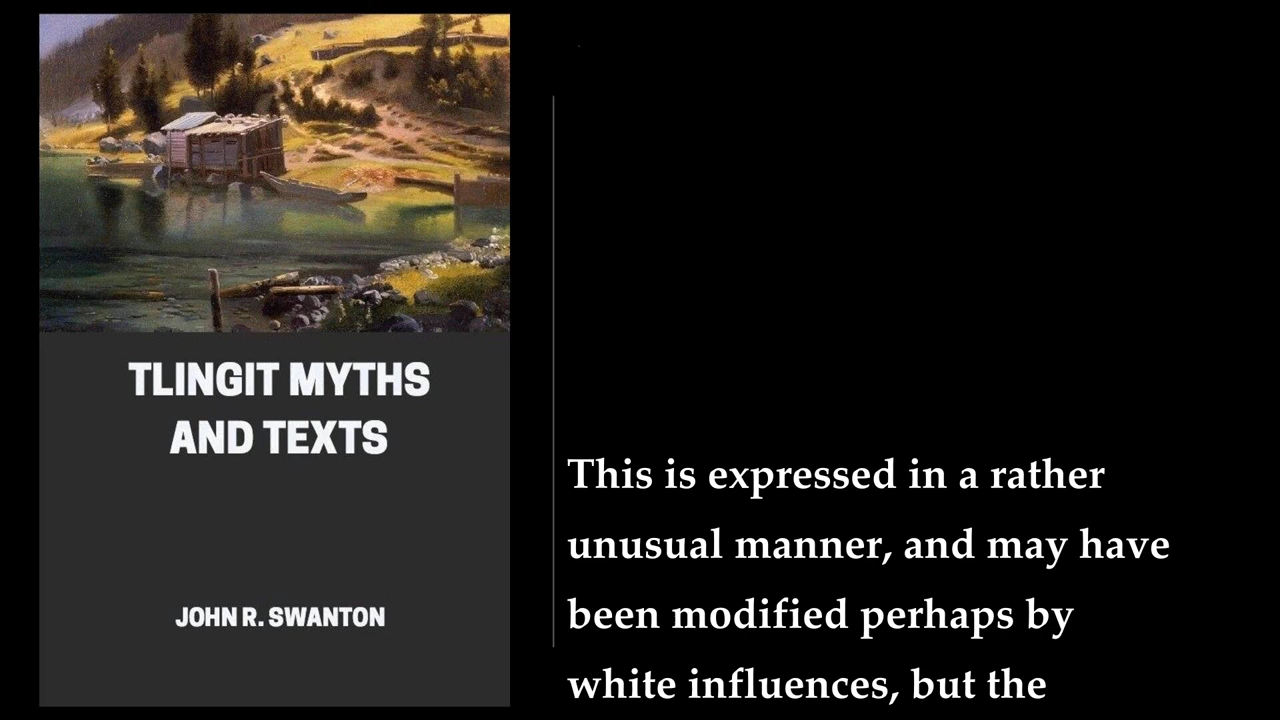 TLINGIT MYTHS
AND TEXTS
JOHN R. SWANTON
This is expressed in a rather
unusual manner, and may have
been modified perhaps by
white influences, but the